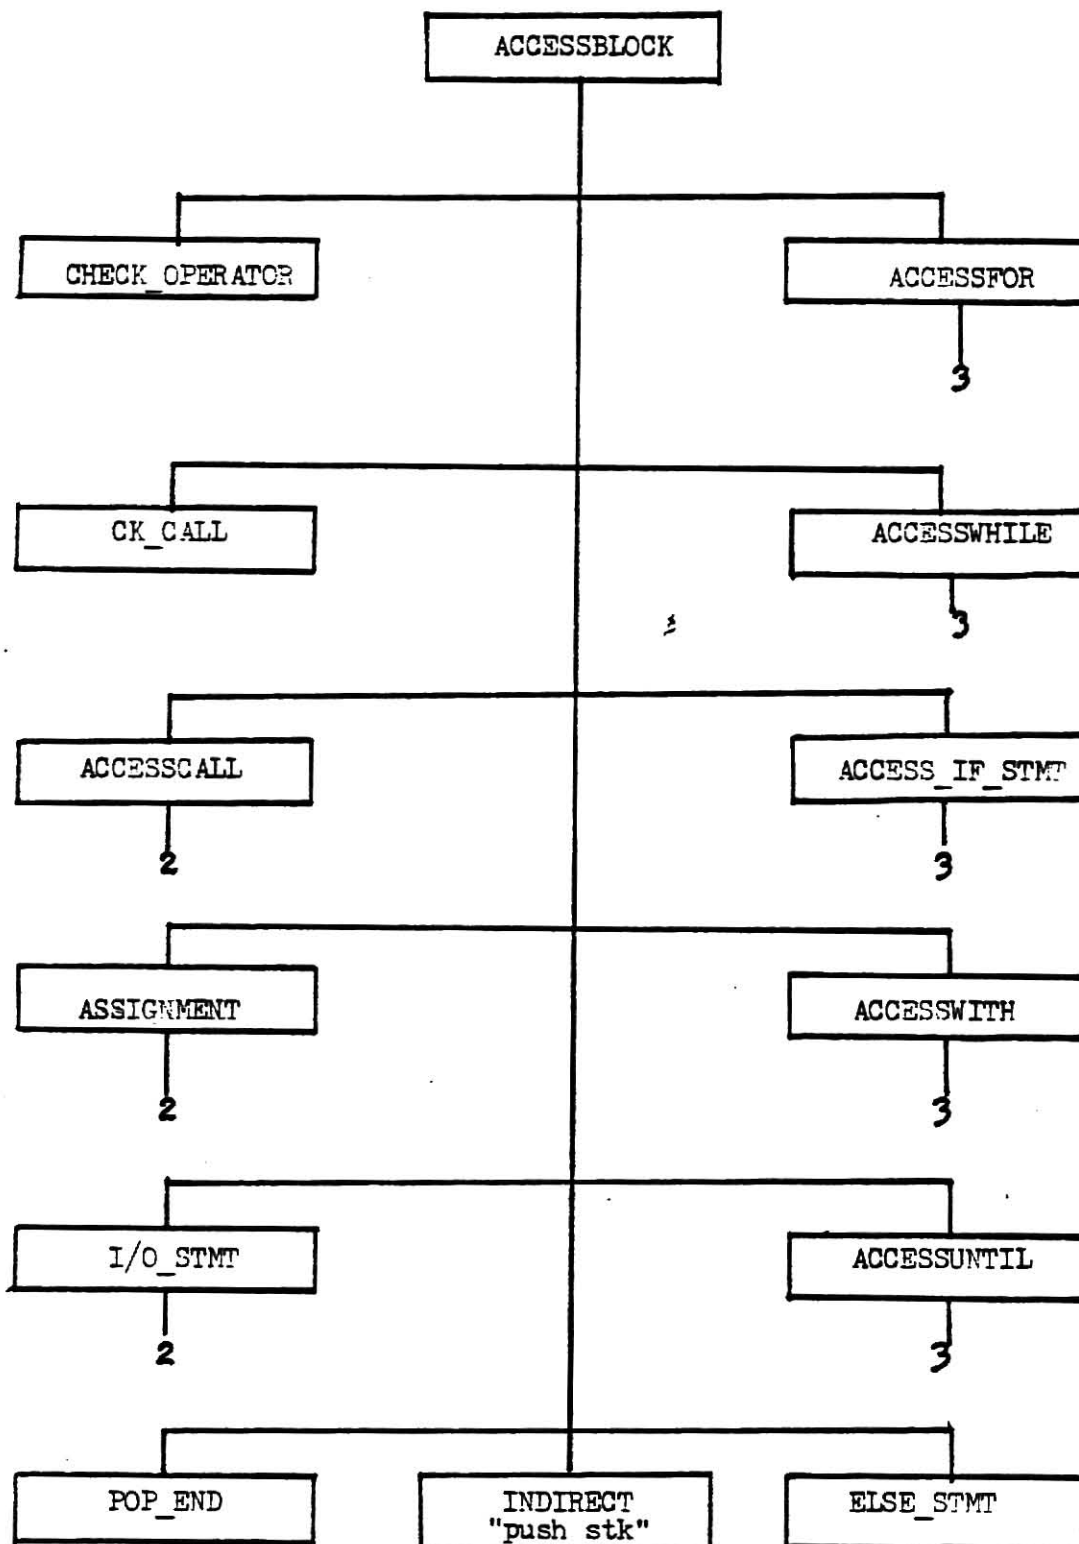 ACCESSBLOCK
CHECK_OPERATOR
ACCESSFOR
3
CK_CALL
ACCESSWHILE
3
ACCESSCALL
ACCESS_IF_STMT
2
3
ASSIGNMENT
ACCESSWITH
2
3
I/O_STMT
ACCESSUNTIL
2
3
POP_END
INDIRECT
"push stk"
ELSE_STMT